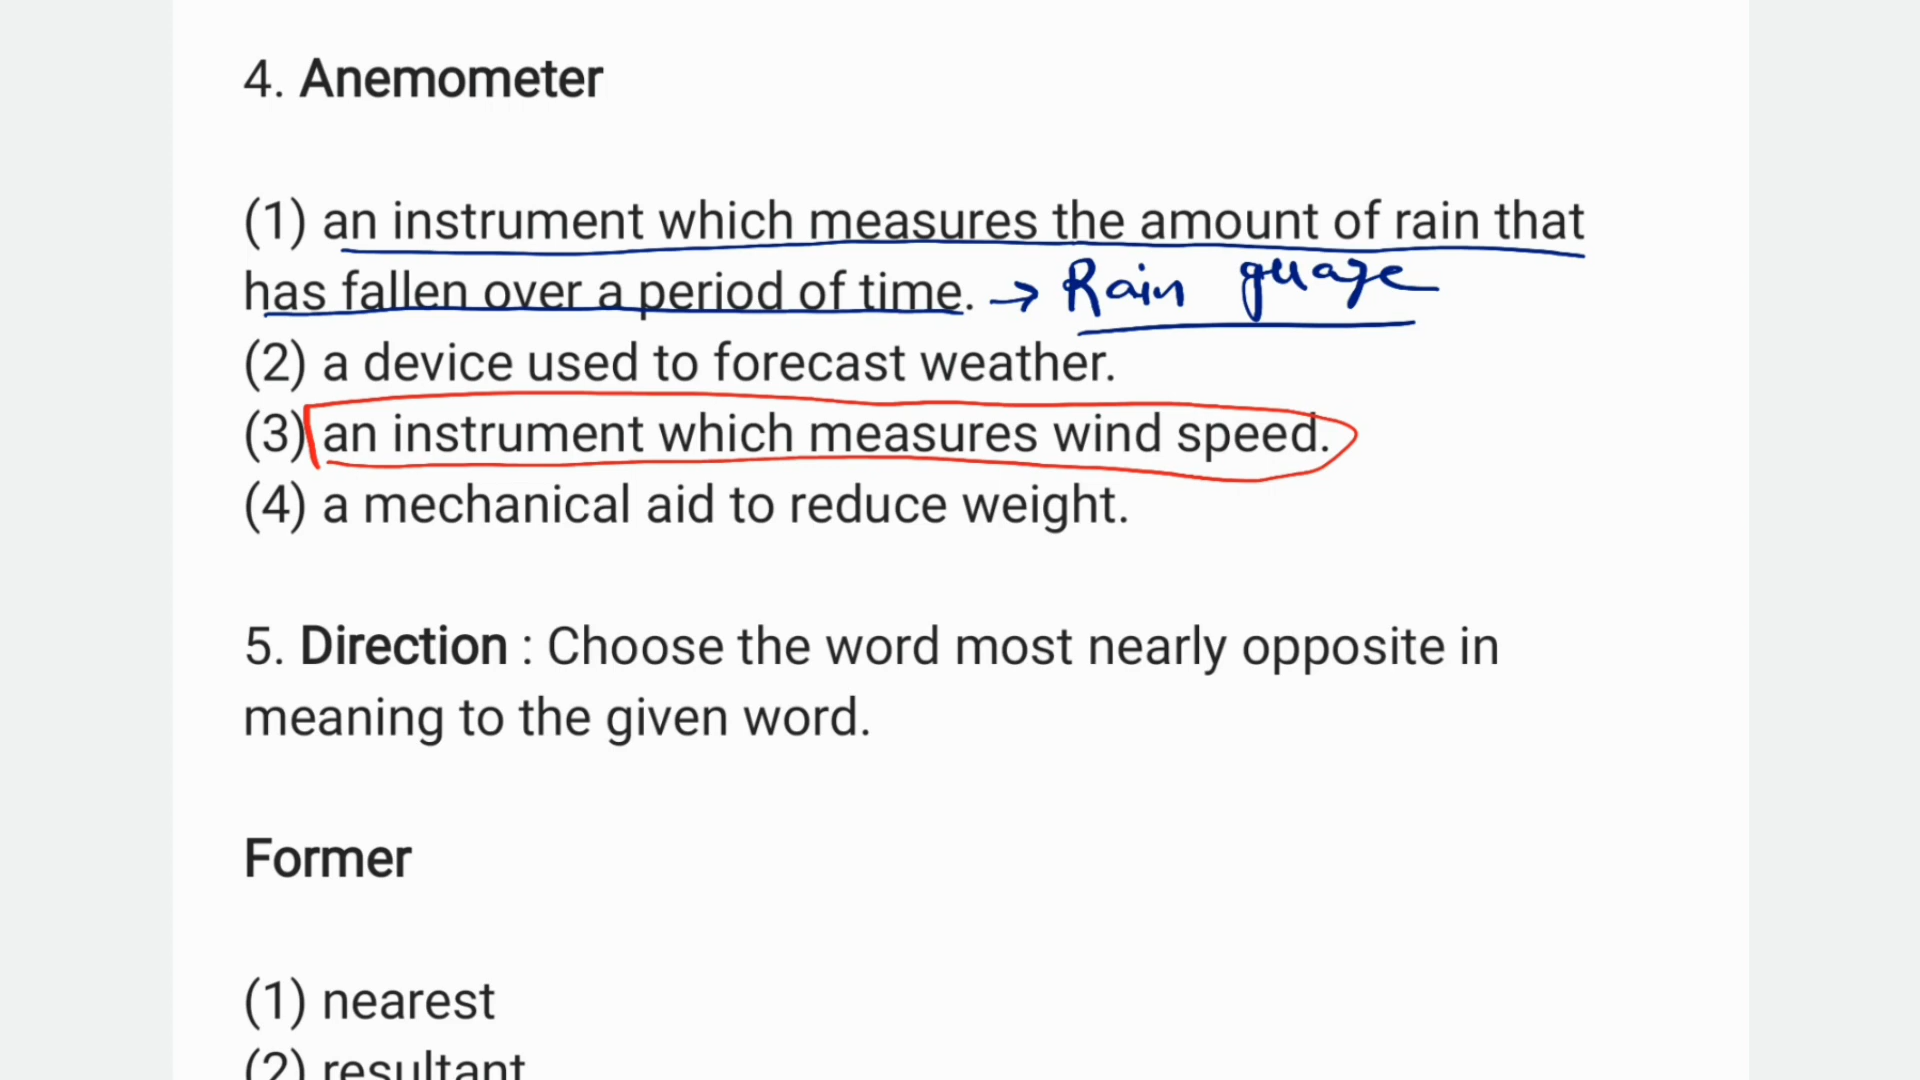 4. Anemometer
(1) an instrument which measures the amount of rain that
has fallen over a period of time. → Rain guage
(2) a device used to forecast weather.
(3) an instrument which measures wind speed.
(4) a mechanical aid to reduce weight.
5. Direction : Choose the word most nearly opposite in
meaning to the given word.
Former
(1) nearest
(2) resultant